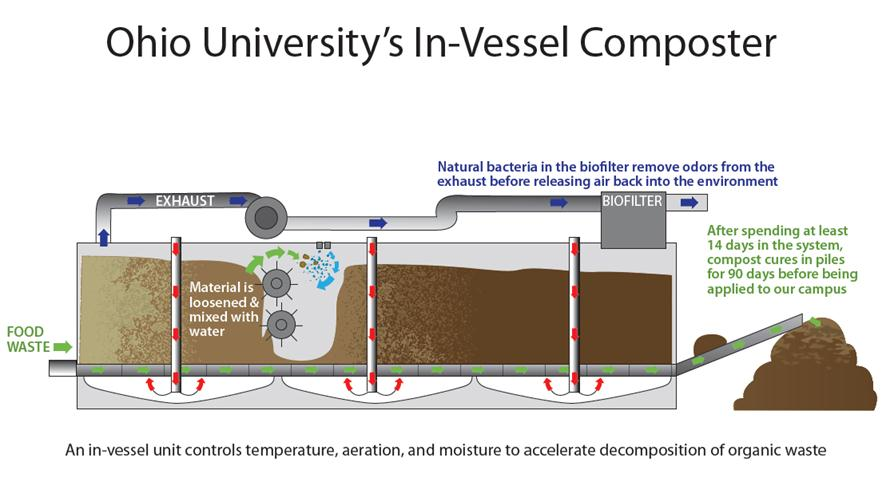 Ohio University's In-Vessel Composter
Natural bacteria in the biofilter remove odors from the
exhaust before releasing air back into the environment
EXHAUST
BIOFILTER
After spending at least
14 days in the system,
compost cures in piles
for 90 days before being
applied to our campus
Material is
loosened &
mixed with
water
FOOD
WASTE
An in-vessel unit controls temperature, aeration, and moisture to accelerate decomposition of organic waste